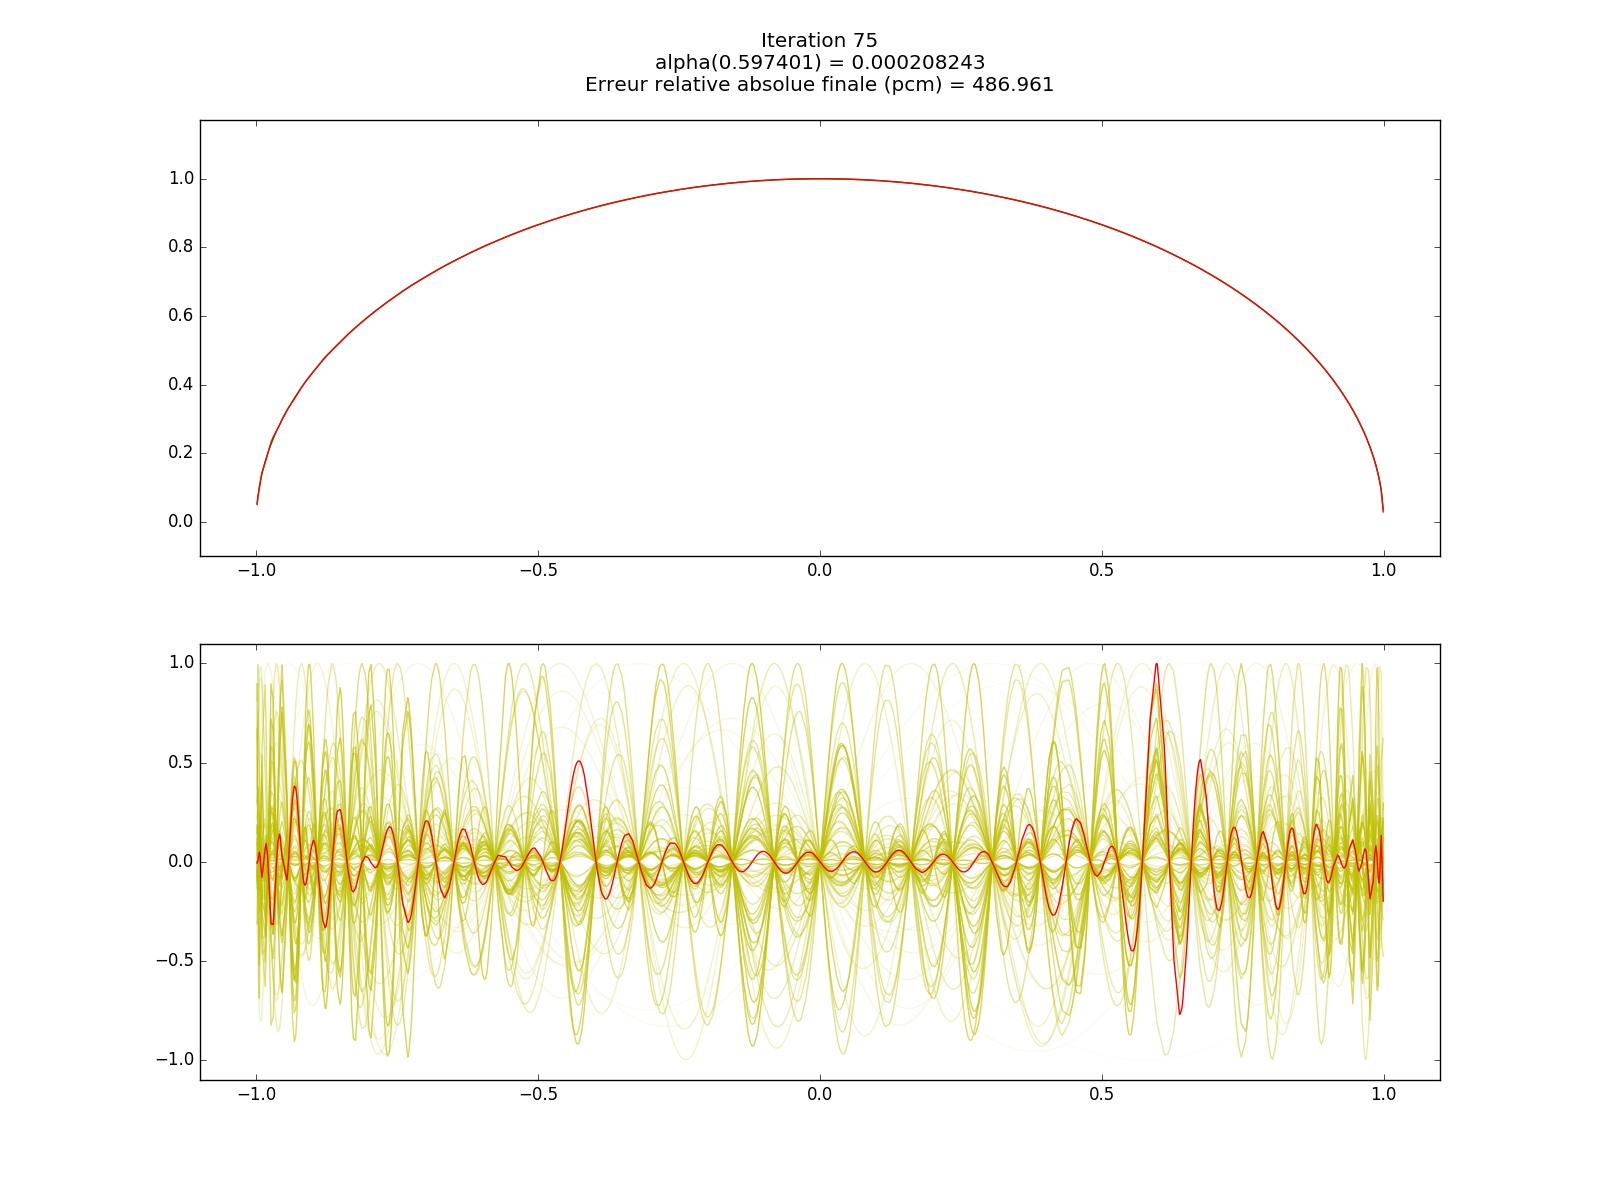 Iteration 75
alpha(0.597401) = 0.000208243
Erreur relative absolue finale (pcm) = 486.961
1.0
0.8
0.6
0.4
0.2
0.0
−1.0 −0.5 0.0 0.5 1.0
1.0
0.5
0.0
−0.5
−1.0
−1.0 −0.5 0.0 0.5 1.0